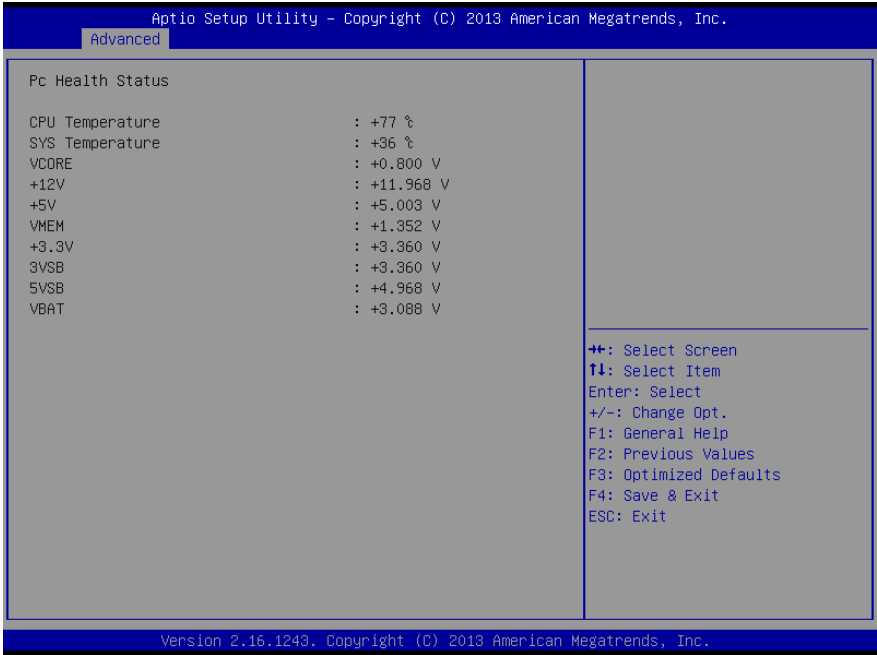 Aptio Setup Utility – Copyright (C) 2013 American Megatrends, Inc.
Advanced
Pc Health Status
CPU Temperature : +77 ℃
SYS Temperature : +36 ℃
VCORE : +0.800 V
+12V : +11.968 V
+5V : +5.003 V
VMEM : +1.352 V
+3.3V : +3.360 V
3VSB : +3.360 V
5VSB : +4.968 V
VBAT : +3.088 V
→←: Select Screen
↑↓: Select Item
Enter: Select
+/-: Change Opt.
F1: General Help
F2: Previous Values
F3: Optimized Defaults
F4: Save & Exit
ESC: Exit
Version 2.16.1243. Copyright (C) 2013 American Megatrends, Inc.